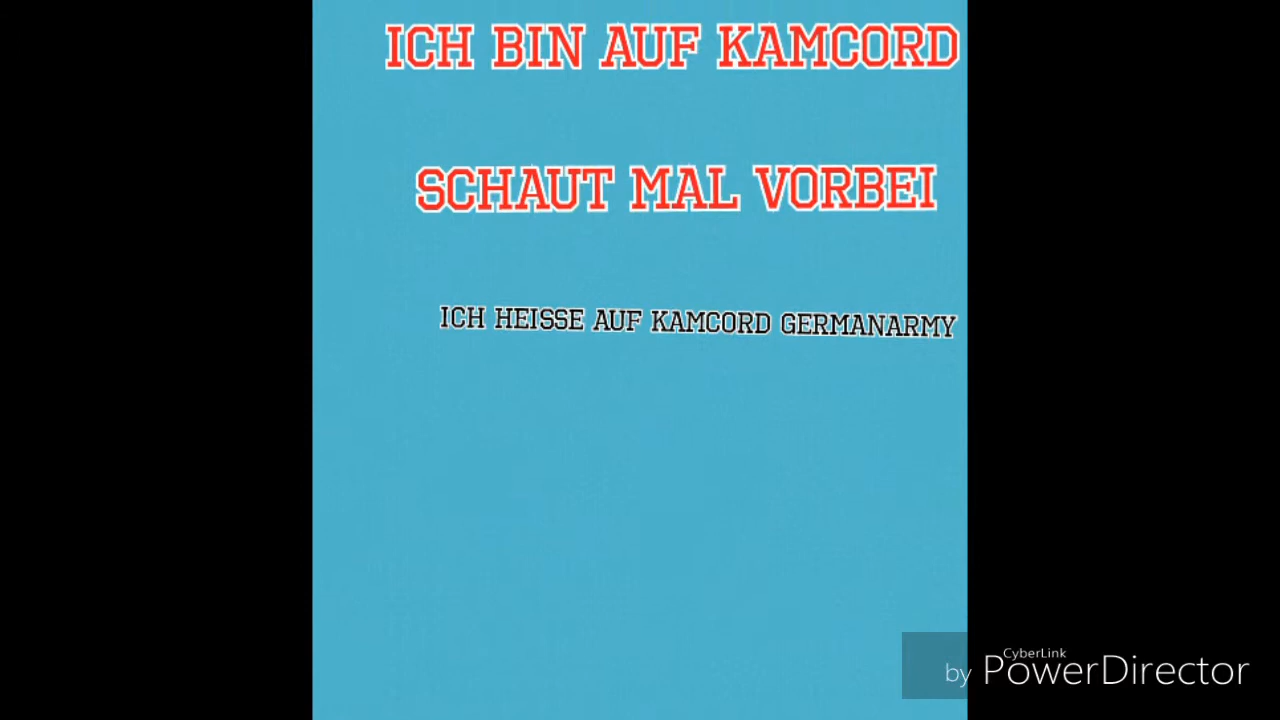 ICH BIN AUF KAMCORD
SCHAUT MAL VORBEI
ICH HEISSE AUF KAMCORD GERMANARMY
CyberLink
by PowerDirector